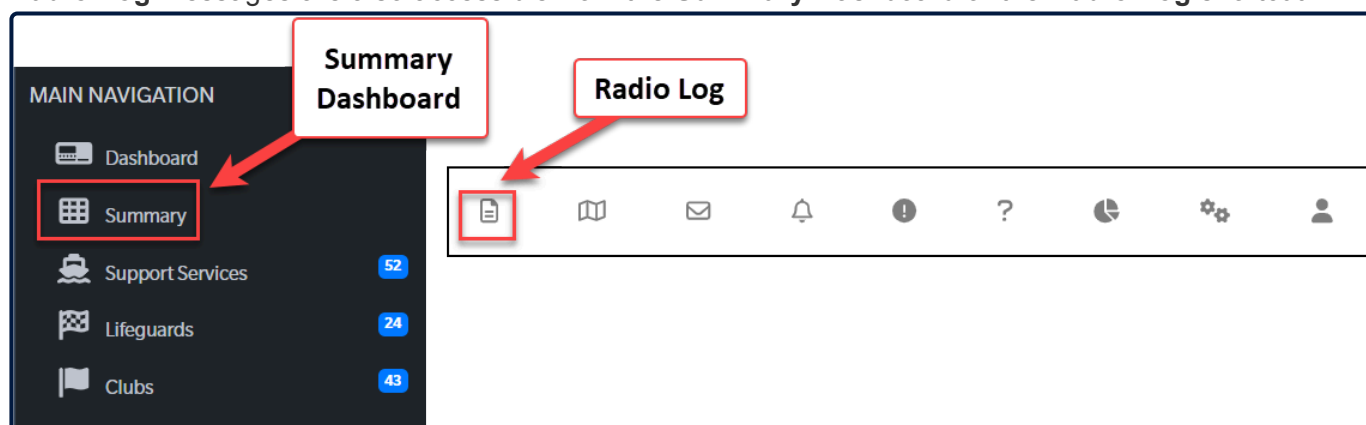 Summary
Dashboard
Radio Log
MAIN NAVIGATION
Dashboard
Summary
Support Services 52
Lifeguards 24
Clubs 43